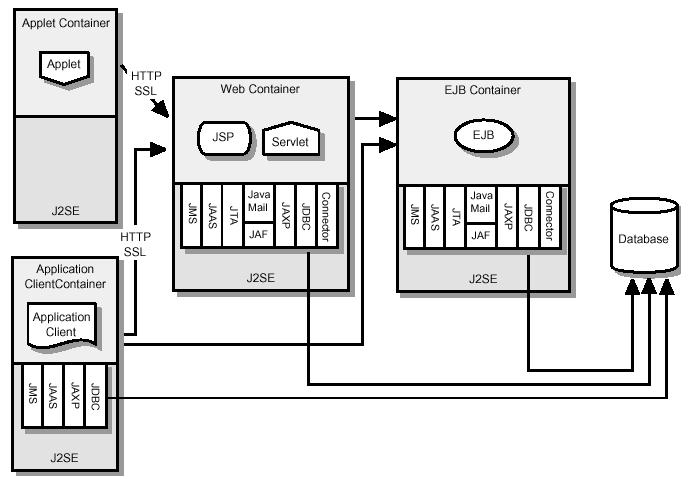 Applet Container
Applet
J2SE
HTTP
SSL
Web Container
JSP
Servlet
JMS
JAAS
JTA
Java
Mail
JAF
JAXP
JDBC
Connector
J2SE
EJB Container
EJB
JMS
JAAS
JTA
Java
Mail
JAF
JAXP
JDBC
Connector
J2SE
Database
HTTP
SSL
Application
ClientContainer
Application
Client
JMS
JAAS
JAXP
JDBC
J2SE